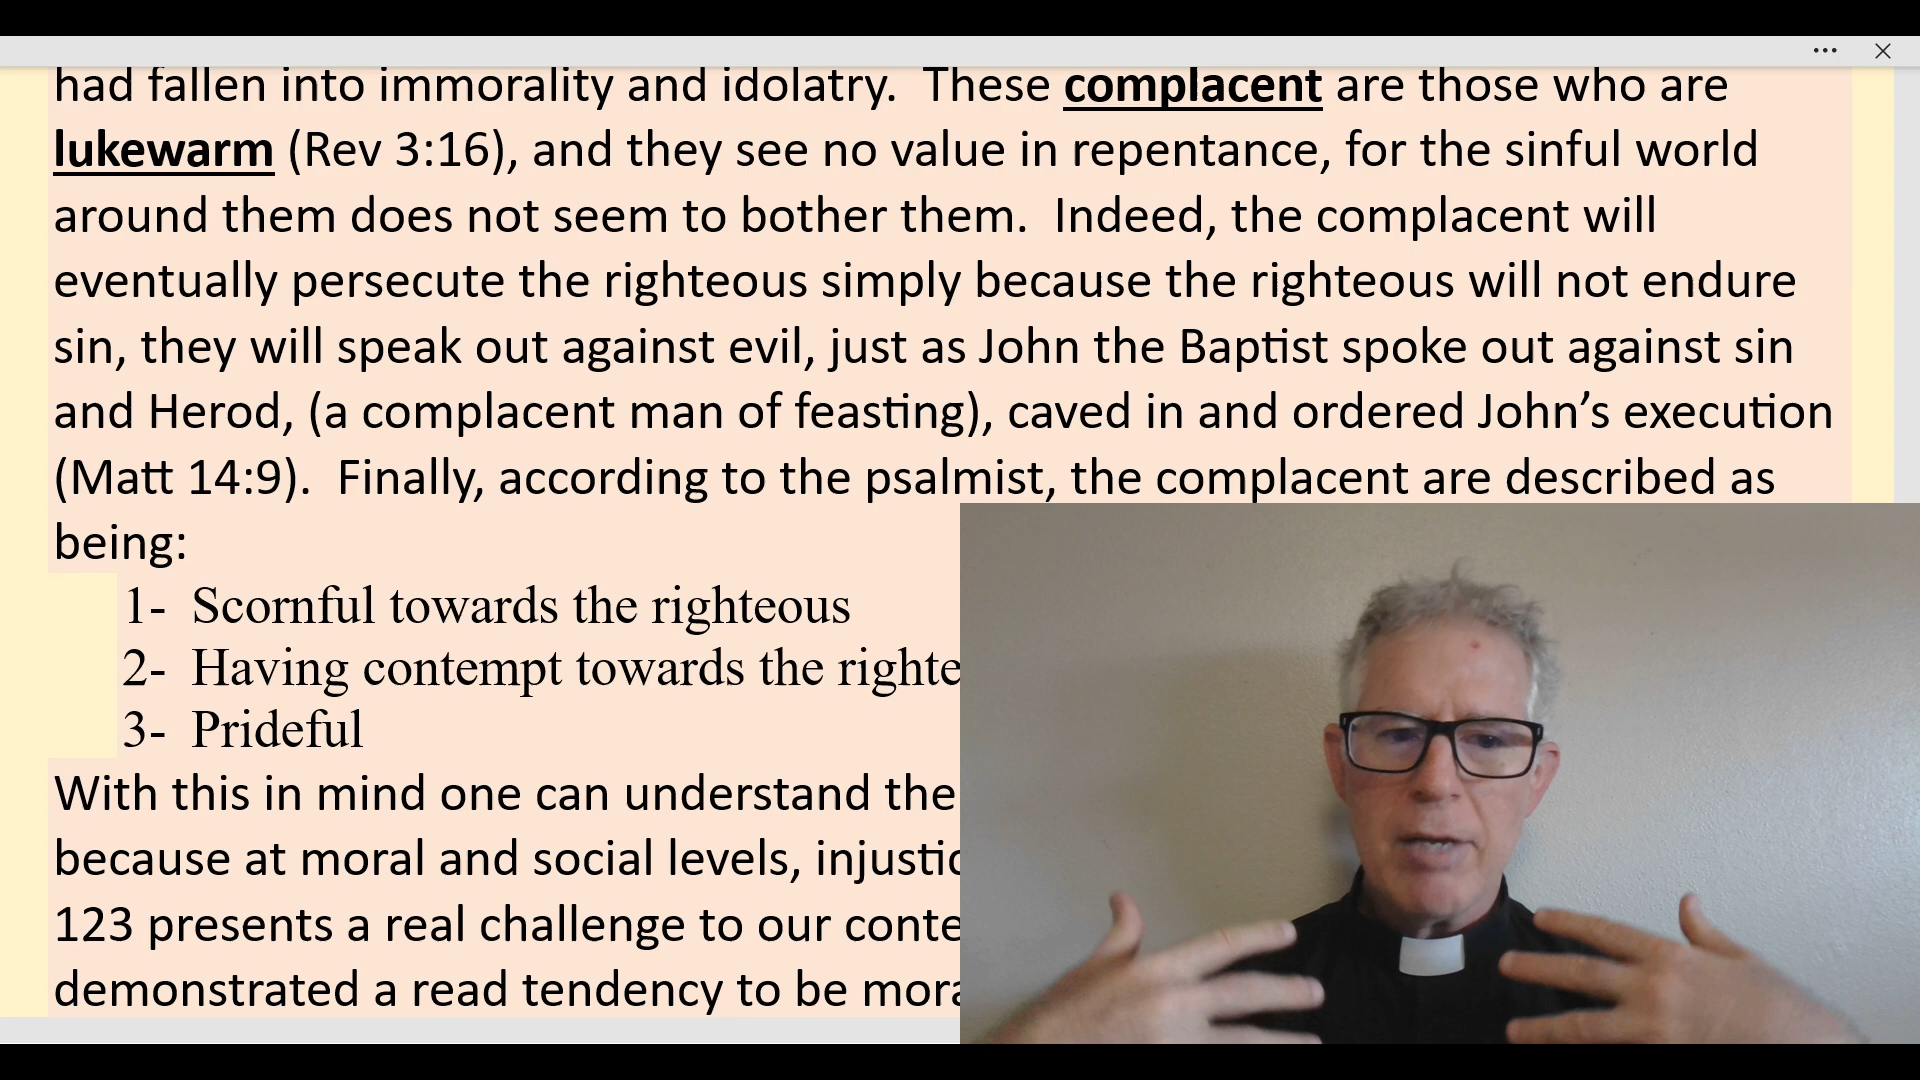 had fallen into immorality and idolatry.  These complacent are those who are
lukewarm (Rev 3:16), and they see no value in repentance, for the sinful world
around them does not seem to bother them.  Indeed, the complacent will
eventually persecute the righteous simply because the righteous will not endure
sin, they will speak out against evil, just as John the Baptist spoke out against sin
and Herod, (a complacent man of feasting), caved in and ordered John’s execution
(Matt 14:9).  Finally, according to the psalmist, the complacent are described as
being:
1- Scornful towards the righteous
2- Having contempt towards the
3- Prideful
With this in mind one can understand the
because at moral and social levels,
123 presents a real challenge to our
demonstrated a read tendency to be